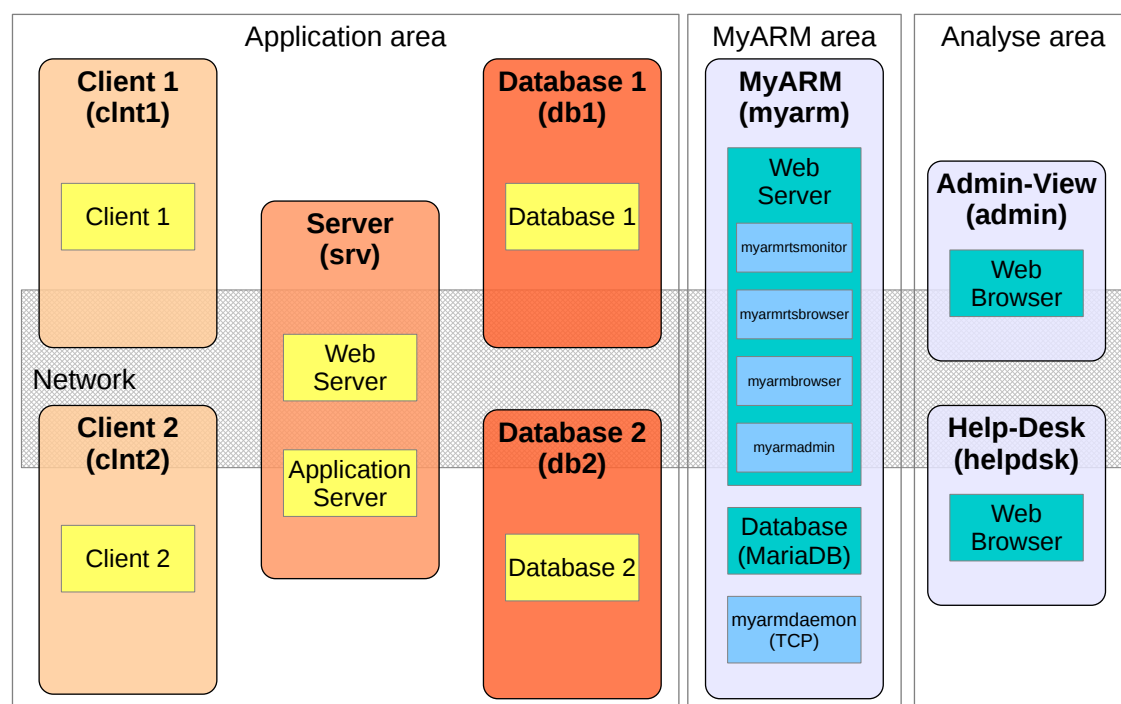 Application area
Client 1
(clnt1)
Client 1
Network
Client 2
(clnt2)
Client 2
Server
(srv)
Web
Server
Application
Server
Database 1
(db1)
Database 1
Database 2
(db2)
Database 2
MyARM area
MyARM
(myarm)
Web
Server
myarmrtsmonitor
myarmrtsbrowser
myarmbrowser
myarmadmin
Database
(MariaDB)
myarmdaemon
(TCP)
Analyse area
Admin-View
(admin)
Web
Browser
Help-Desk
(helpdsk)
Web
Browser